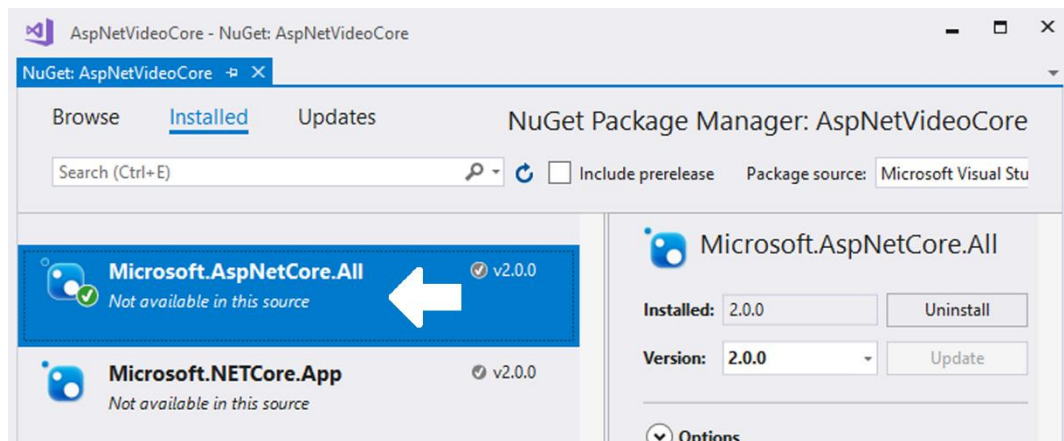 AspNetVideoCore - NuGet: AspNetVideoCore
NuGet: AspNetVideoCore
Browse Installed Updates
NuGet Package Manager: AspNetVideoCore
Search (Ctrl+E)
Include prerelease
Package source: Microsoft Visual Stu
Microsoft.AspNetCore.All v2.0.0
Not available in this source
Microsoft.NETCore.App v2.0.0
Not available in this source
Microsoft.AspNetCore.All
Installed: 2.0.0 Uninstall
Version: 2.0.0 Update
Options